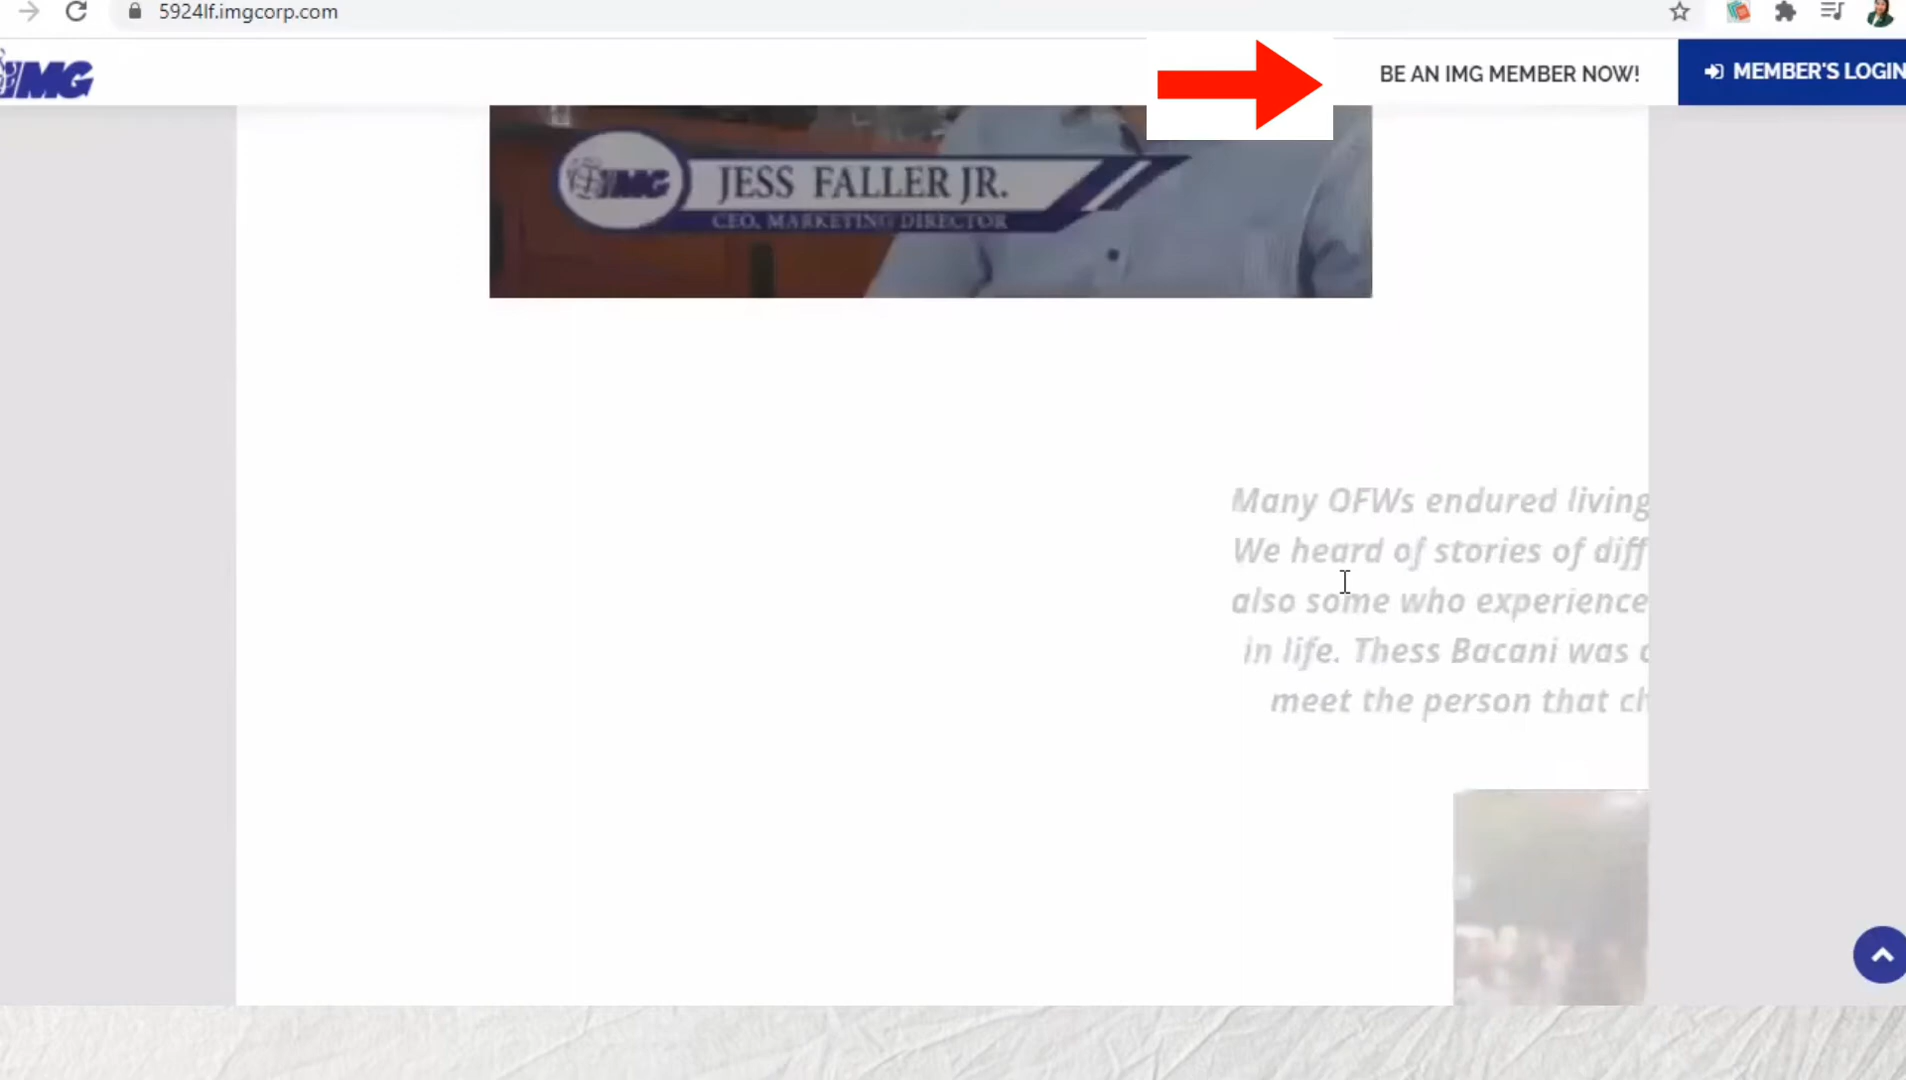 5924lf.imgcorp.com
IMG
BE AN IMG MEMBER NOW!
MEMBER'S LOGIN
IMG
JESS FALLER JR.
CEO, MARKETING DIRECTOR
Many OFWs endured living
We heard of stories of diff
also some who experience
in life. Thess Bacani was
meet the person that ch